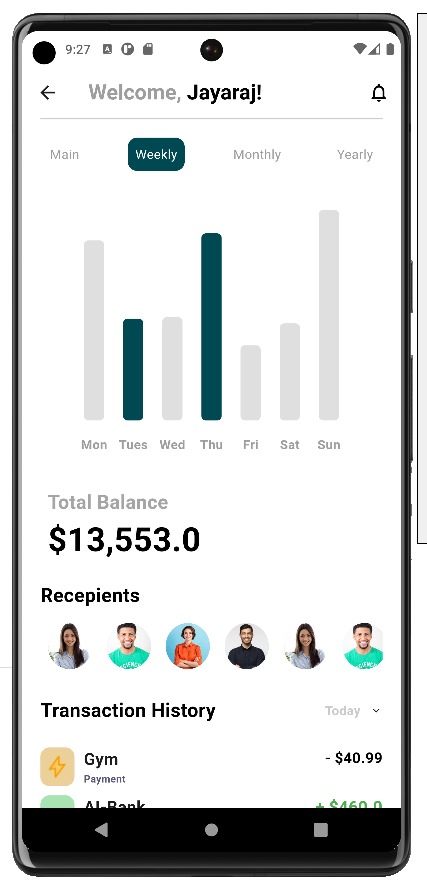 9:27
Welcome, Jayaraj!
Main Weekly Monthly Yearly
Mon Tues Wed Thu Fri Sat Sun
Total Balance
$13,553.0
Recepients
Transaction History Today
Gym - $40.99
Payment
Al-Bank + $460.0